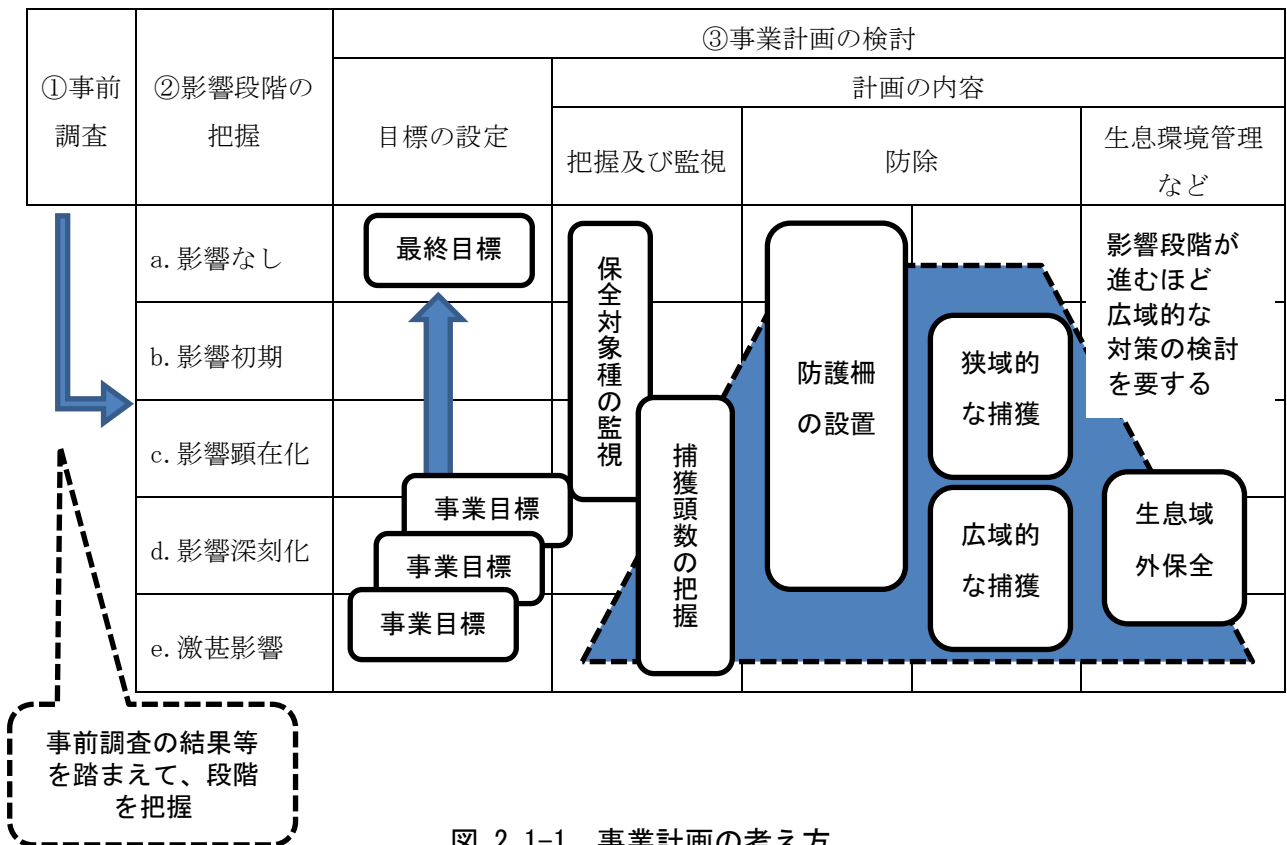 ③事業計画の検討
①事前
調査
②影響段階の
把握
目標の設定
計画の内容
把握及び監視
防除
生息環境管理
など
a.影響なし
b.影響初期
c.影響顕在化
d.影響深刻化
e.激甚影響
最終目標
事業目標
事業目標
事業目標
保全対象種の監視
捕獲頭数の把握
防護柵
の設置
狭域的
な捕獲
広域的
な捕獲
影響段階が
進むほど
広域的な
対策の検討
を要する
生息域
外保全
事前調査の結果等
を踏まえて、段階
を把握
図 2.1-1 事業計画の考え方